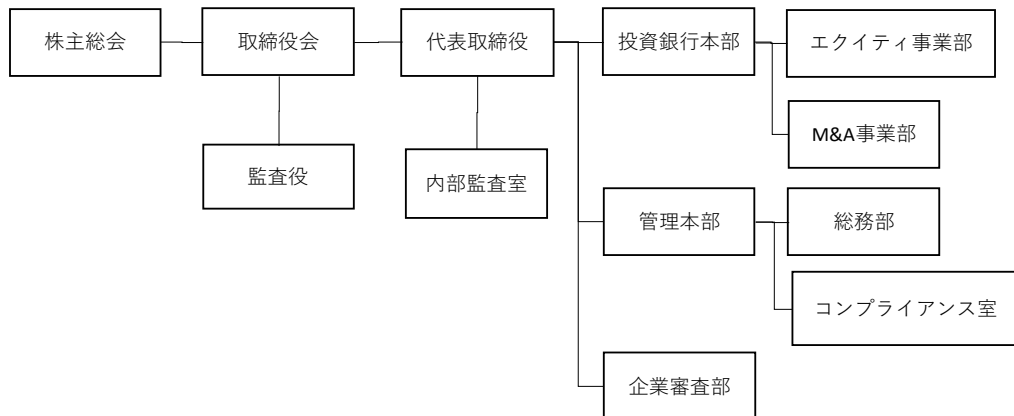 株主総会
取締役会
代表取締役
投資銀行本部
エクイティ事業部
M&A事業部
監査役
内部監査室
管理本部
総務部
コンプライアンス室
企業審査部